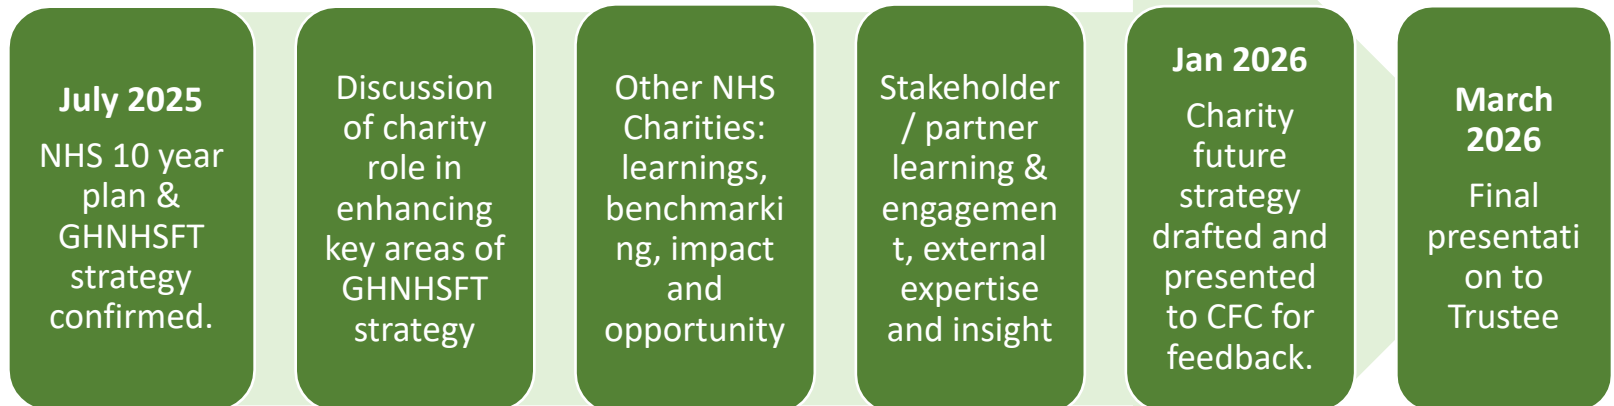 July 2025
NHS 10 year
plan &
GHNHSFT
strategy
confirmed.
Discussion
of charity
role in
enhancing
key areas of
GHNHSFT
strategy
Other NHS
Charities:
learnings,
benchmarki
ng, impact
and
opportunity
Stakeholder
/ partner
learning &
engagemen
t, external
expertise
and insight
Jan 2026
Charity
future
strategy
drafted and
presented
to CFC for
feedback.
March
2026
Final
presentati
on to
Trustee